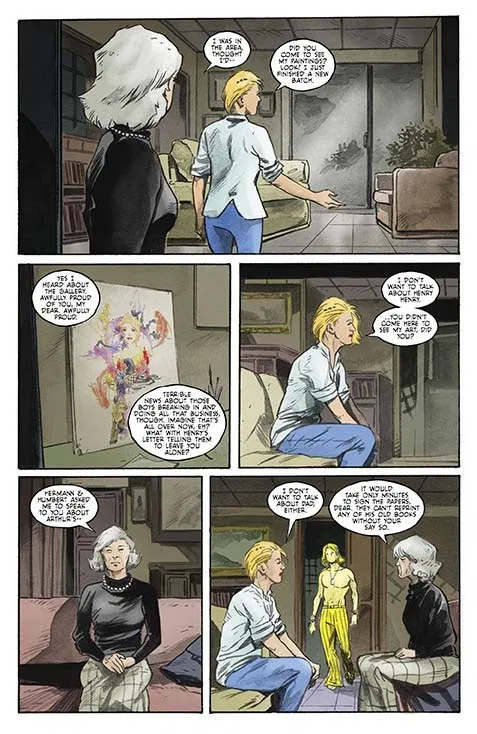 I WAS
IN THE
AREA,
THOUGHT
I'D--
DID YOU
COME TO SEE
MY PAINTINGS?
LOOK! I JUST
FINISHED A NEW
BATCH.
YES I
HEARD ABOUT
THE GALLERY.
AWFULLY PROUD
OF YOU, MY
DEAR. AWFULLY
PROUD.
TERRIBLE
NEWS ABOUT THOSE
BOYS BREAKING IN AND
DOING ALL THAT BUSINESS,
THOUGH. IMAGINE THAT'S
ALL OVER NOW, EH?
WHAT WITH HENRY'S
LETTER TELLING THEM
TO LEAVE YOU
ALONE?
I DON'T
WANT TO TALK
ABOUT HENRY
HENRY.
...YOU DIDN'T
COME HERE TO
SEE MY ART, DID
YOU?
HERMANN &
HUMBERT ASKED
ME TO SPEAK
TO YOU ABOUT
ARTHUR'S--
I DON'T
WANT TO TALK
ABOUT DAD,
EITHER.
IT WOULD
TAKE ONLY MINUTES
TO SIGN THE PAPERS,
DEAR. THEY CAN'T REPRINT
ANY OF HIS OLD BOOKS
WITHOUT YOUR
SAY SO.